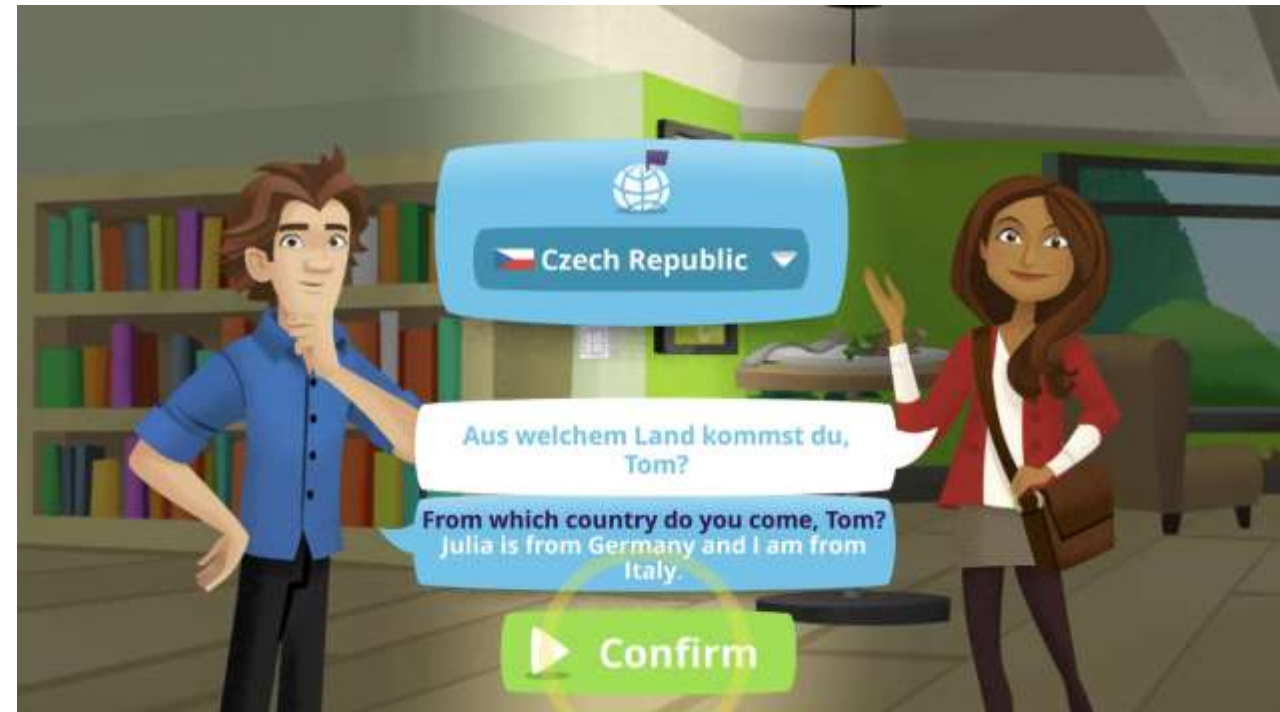 Czech Republic
Aus welchem Land kommst du,
Tom?
From which country do you come, Tom?
Julia is from Germany and I am from
Italy.
Confirm